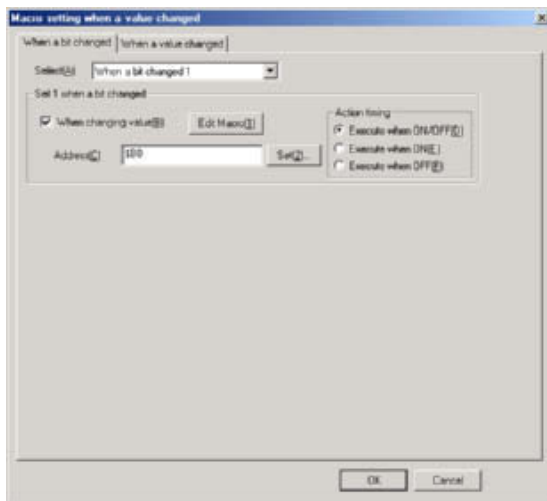 Macro setting when a value changed
When a bit changed When a value changed
Select(A) When a bit changed 1
Set 1 when a bit changed
When changing value(B) Edit Macro(1)
Address(C) 100 Set(2)...
Action timing
Execute when ON/OFF(D)
Execute when ON(E)
Execute when OFF(F)
OK Cancel